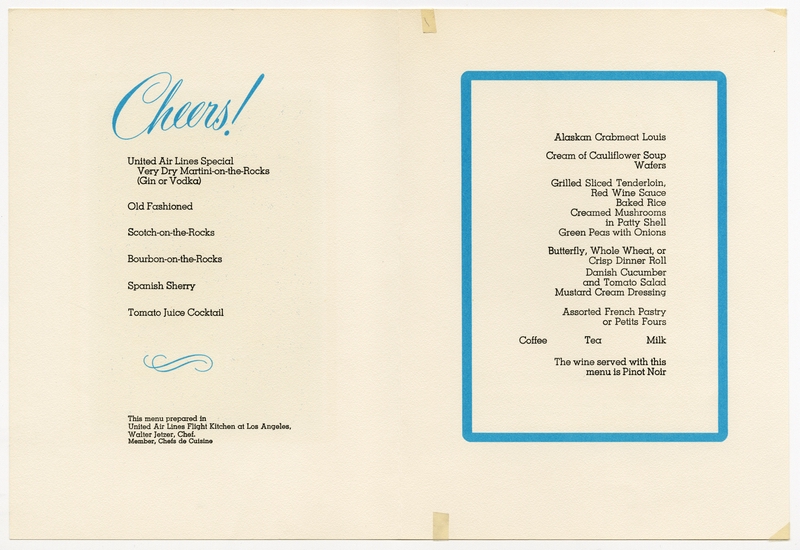 Cheers!
United Air Lines Special
Very Dry Martini-on-the-Rocks
(Gin or Vodka)
Old Fashioned
Scotch-on-the-Rocks
Bourbon-on-the-Rocks
Spanish Sherry
Tomato Juice Cocktail
This menu prepared in
United Air Lines Flight Kitchen at Los Angeles,
Walter Jetzer, Chef.
Member, Chefs de Cuisine
Alaskan Crabmeat Louis
Cream of Cauliflower Soup
Wafers
Grilled Sliced Tenderloin,
Red Wine Sauce
Baked Rice
Creamed Mushrooms
in Patty Shell
Green Peas with Onions
Butterfly, Whole Wheat, or
Crisp Dinner Roll
Danish Cucumber
and Tomato Salad
Mustard Cream Dressing
Assorted French Pastry
or Petits Fours
Coffee Tea Milk
The wine served with this
menu is Pinot Noir